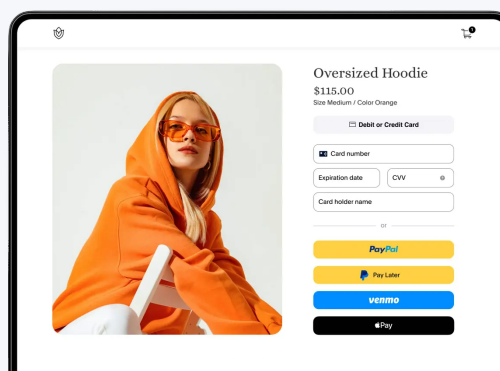 1
Oversized Hoodie
$115.00
Size Medium / Color Orange
Debit or Credit Card
Card number
Expiration date
CVV
Card holder name
or
PayPal
Pay Later
venmo
Pay